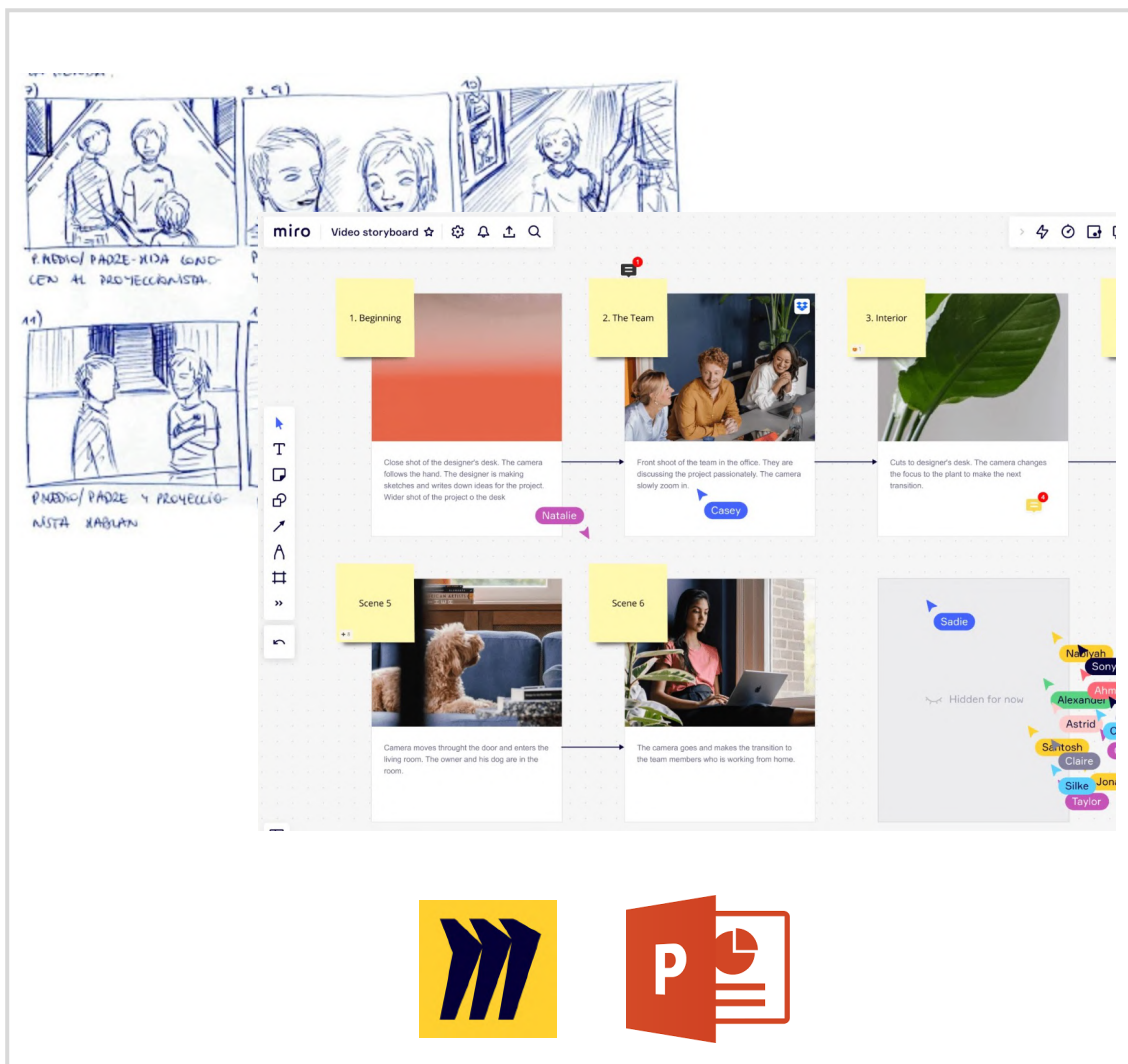 7)
8, 9)
10)
P.MEDIO/ PADRE-HIJA CONO-
CEN AL PROYECCIONISTA.
11)
P.MEDIO/PADRE Y PROYECCIO-
NISTA HABLAN
miro
Video storyboard
1
1. Beginning
2. The Team
3. Interior
Close shot of the designer's desk. The camera
follows the hand. The designer is making
sketches and writes down ideas for the project.
Wider shot of the project o the desk
Front shoot of the team in the office. They are
discussing the project passionately. The camera
slowly zoom in.
Cuts to designer's desk. The camera changes
the focus to the plant to make the next
transition.
4
Natalie
Casey
Scene 5
Scene 6
Sadie
Nabiyah
Sony
Ahm
Alexander
Hidden for now
Astrid
Santosh
Claire
Silke
Jona
Taylor
Camera moves throught the door and enters the
living room. The owner and his dog are in the
room.
The camera goes and makes the transition to
the team members who is working from home.
P